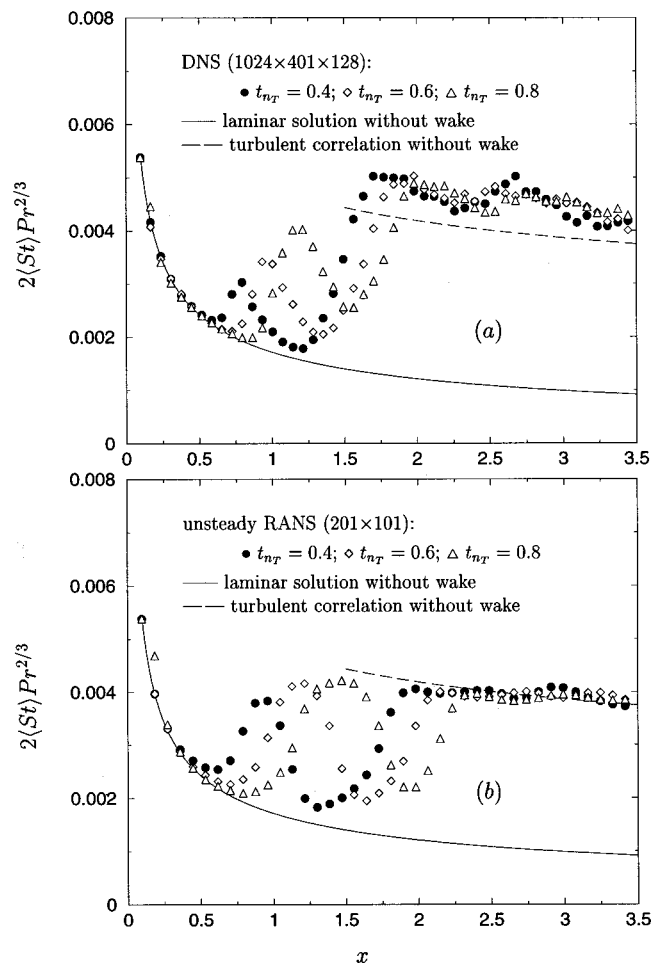 0.008
DNS (1024×401×128):
● t_{n_T} = 0.4; ◇ t_{n_T} = 0.6; △ t_{n_T} = 0.8
laminar solution without wake
turbulent correlation without wake
0.006
0.004
0.002
0
2⟨St⟩Pr^{2/3}
(a)
0 0.5 1 1.5 2 2.5 3 3.5
0.008
unsteady RANS (201×101):
● t_{n_T} = 0.4; ◇ t_{n_T} = 0.6; △ t_{n_T} = 0.8
laminar solution without wake
turbulent correlation without wake
0.006
0.004
0.002
0
2⟨St⟩Pr^{2/3}
(b)
0 0.5 1 1.5 2 2.5 3 3.5
x